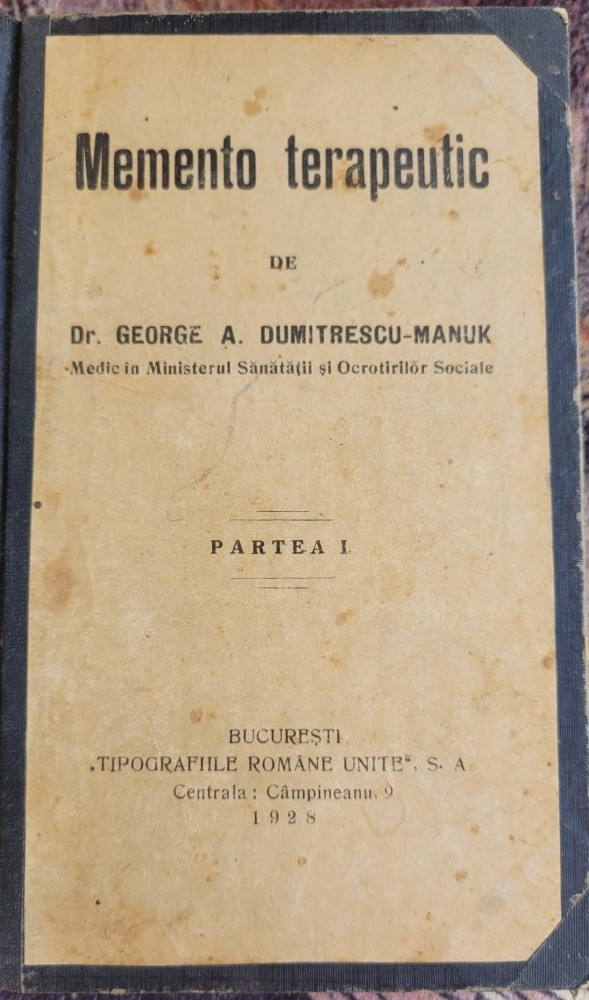 Memento terapeutic
DE
Dr. GEORGE A. DUMITRESCU-MANUK
Medic în Ministerul Sănătății și Ocrotirilor Sociale
PARTEA I.
BUCUREȘTI
„TIPOGRAFIILE ROMÂNE UNITE“, S. A
Centrala : Câmpineanu, 9
1928